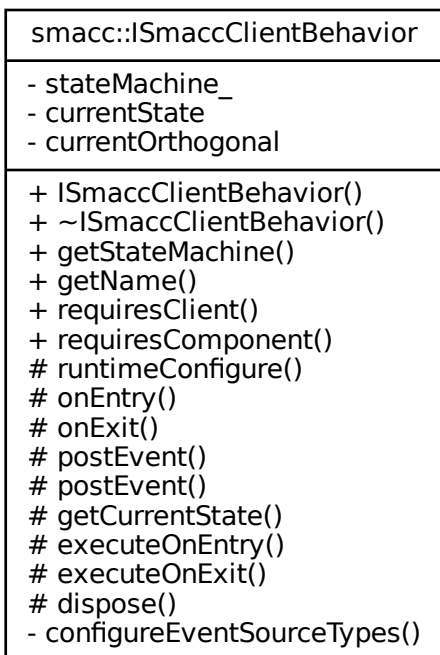 smacc::ISmaccClientBehavior
- stateMachine_
- currentState
- currentOrthogonal
+ ISmaccClientBehavior()
+ ~ISmaccClientBehavior()
+ getStateMachine()
+ getName()
+ requiresClient()
+ requiresComponent()
# runtimeConfigure()
# onEntry()
# onExit()
# postEvent()
# postEvent()
# getCurrentState()
# executeOnEntry()
# executeOnExit()
# dispose()
- configureEventSourceTypes()